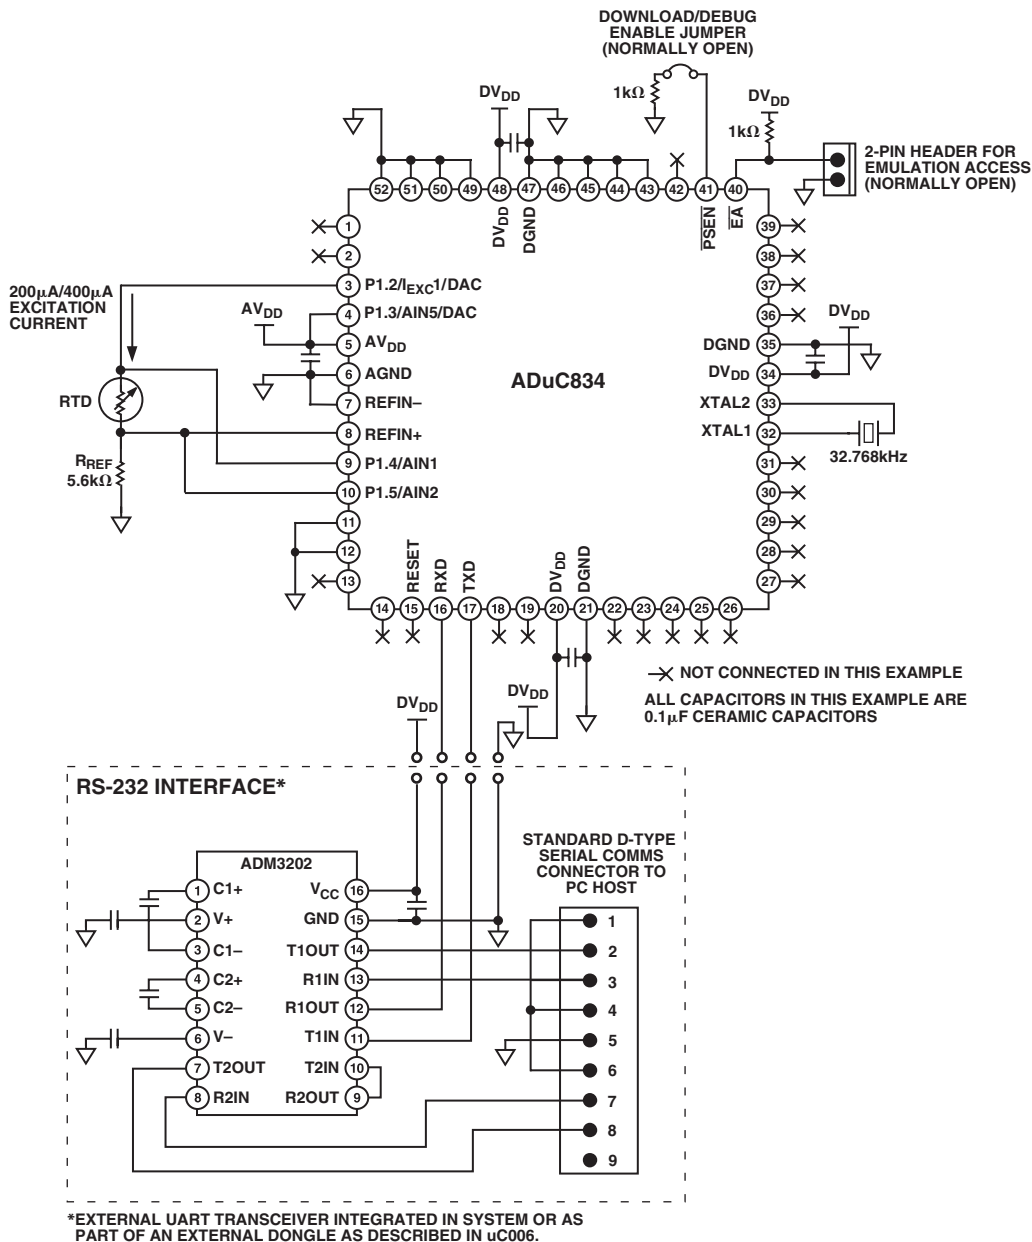 DOWNLOAD/DEBUG
ENABLE JUMPER
(NORMALLY OPEN)
DVDD
1kΩ
DVDD
1kΩ
2-PIN HEADER FOR
EMULATION ACCESS
(NORMALLY OPEN)
52 51 50 49 48 47 46 45 44 43 42 41 40
DVDD
DGND
PSEN
EA
1
2
3 P1.2/IEXC1/DAC
4 P1.3/AIN5/DAC
5 AVDD
6 AGND
7 REFIN–
8 REFIN+
9 P1.4/AIN1
10 P1.5/AIN2
11
12
13
200μA/400μA
EXCITATION
CURRENT
AVDD
RTD
RREF
5.6kΩ
ADuC834
39
38
37
36
DGND 35
DVDD 34
XTAL2 33
XTAL1 32
31
30
29
28
27
DVDD
32.768kHz
RESET
RXD
TXD
DVDD
DGND
14 15 16 17 18 19 20 21 22 23 24 25 26
NOT CONNECTED IN THIS EXAMPLE
ALL CAPACITORS IN THIS EXAMPLE ARE
0.1μF CERAMIC CAPACITORS
DVDD
DVDD
RS-232 INTERFACE*
ADM3202
1 C1+
2 V+
3 C1–
4 C2+
5 C2–
6 V–
7 T2OUT
8 R2IN
VCC 16
GND 15
T1OUT 14
R1IN 13
R1OUT 12
T1IN 11
T2IN 10
R2OUT 9
STANDARD D-TYPE
SERIAL COMMS
CONNECTOR TO
PC HOST
1
2
3
4
5
6
7
8
9
*EXTERNAL UART TRANSCEIVER INTEGRATED IN SYSTEM OR AS
PART OF AN EXTERNAL DONGLE AS DESCRIBED IN uC006.